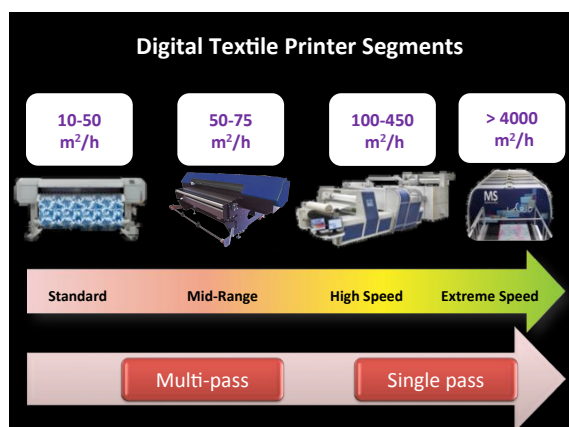 Digital Textile Printer Segments
10-50
m²/h
50-75
m²/h
100-450
m²/h
> 4000
m²/h
MS
Standard
Mid-Range
High Speed
Extreme Speed
Multi-pass
Single pass